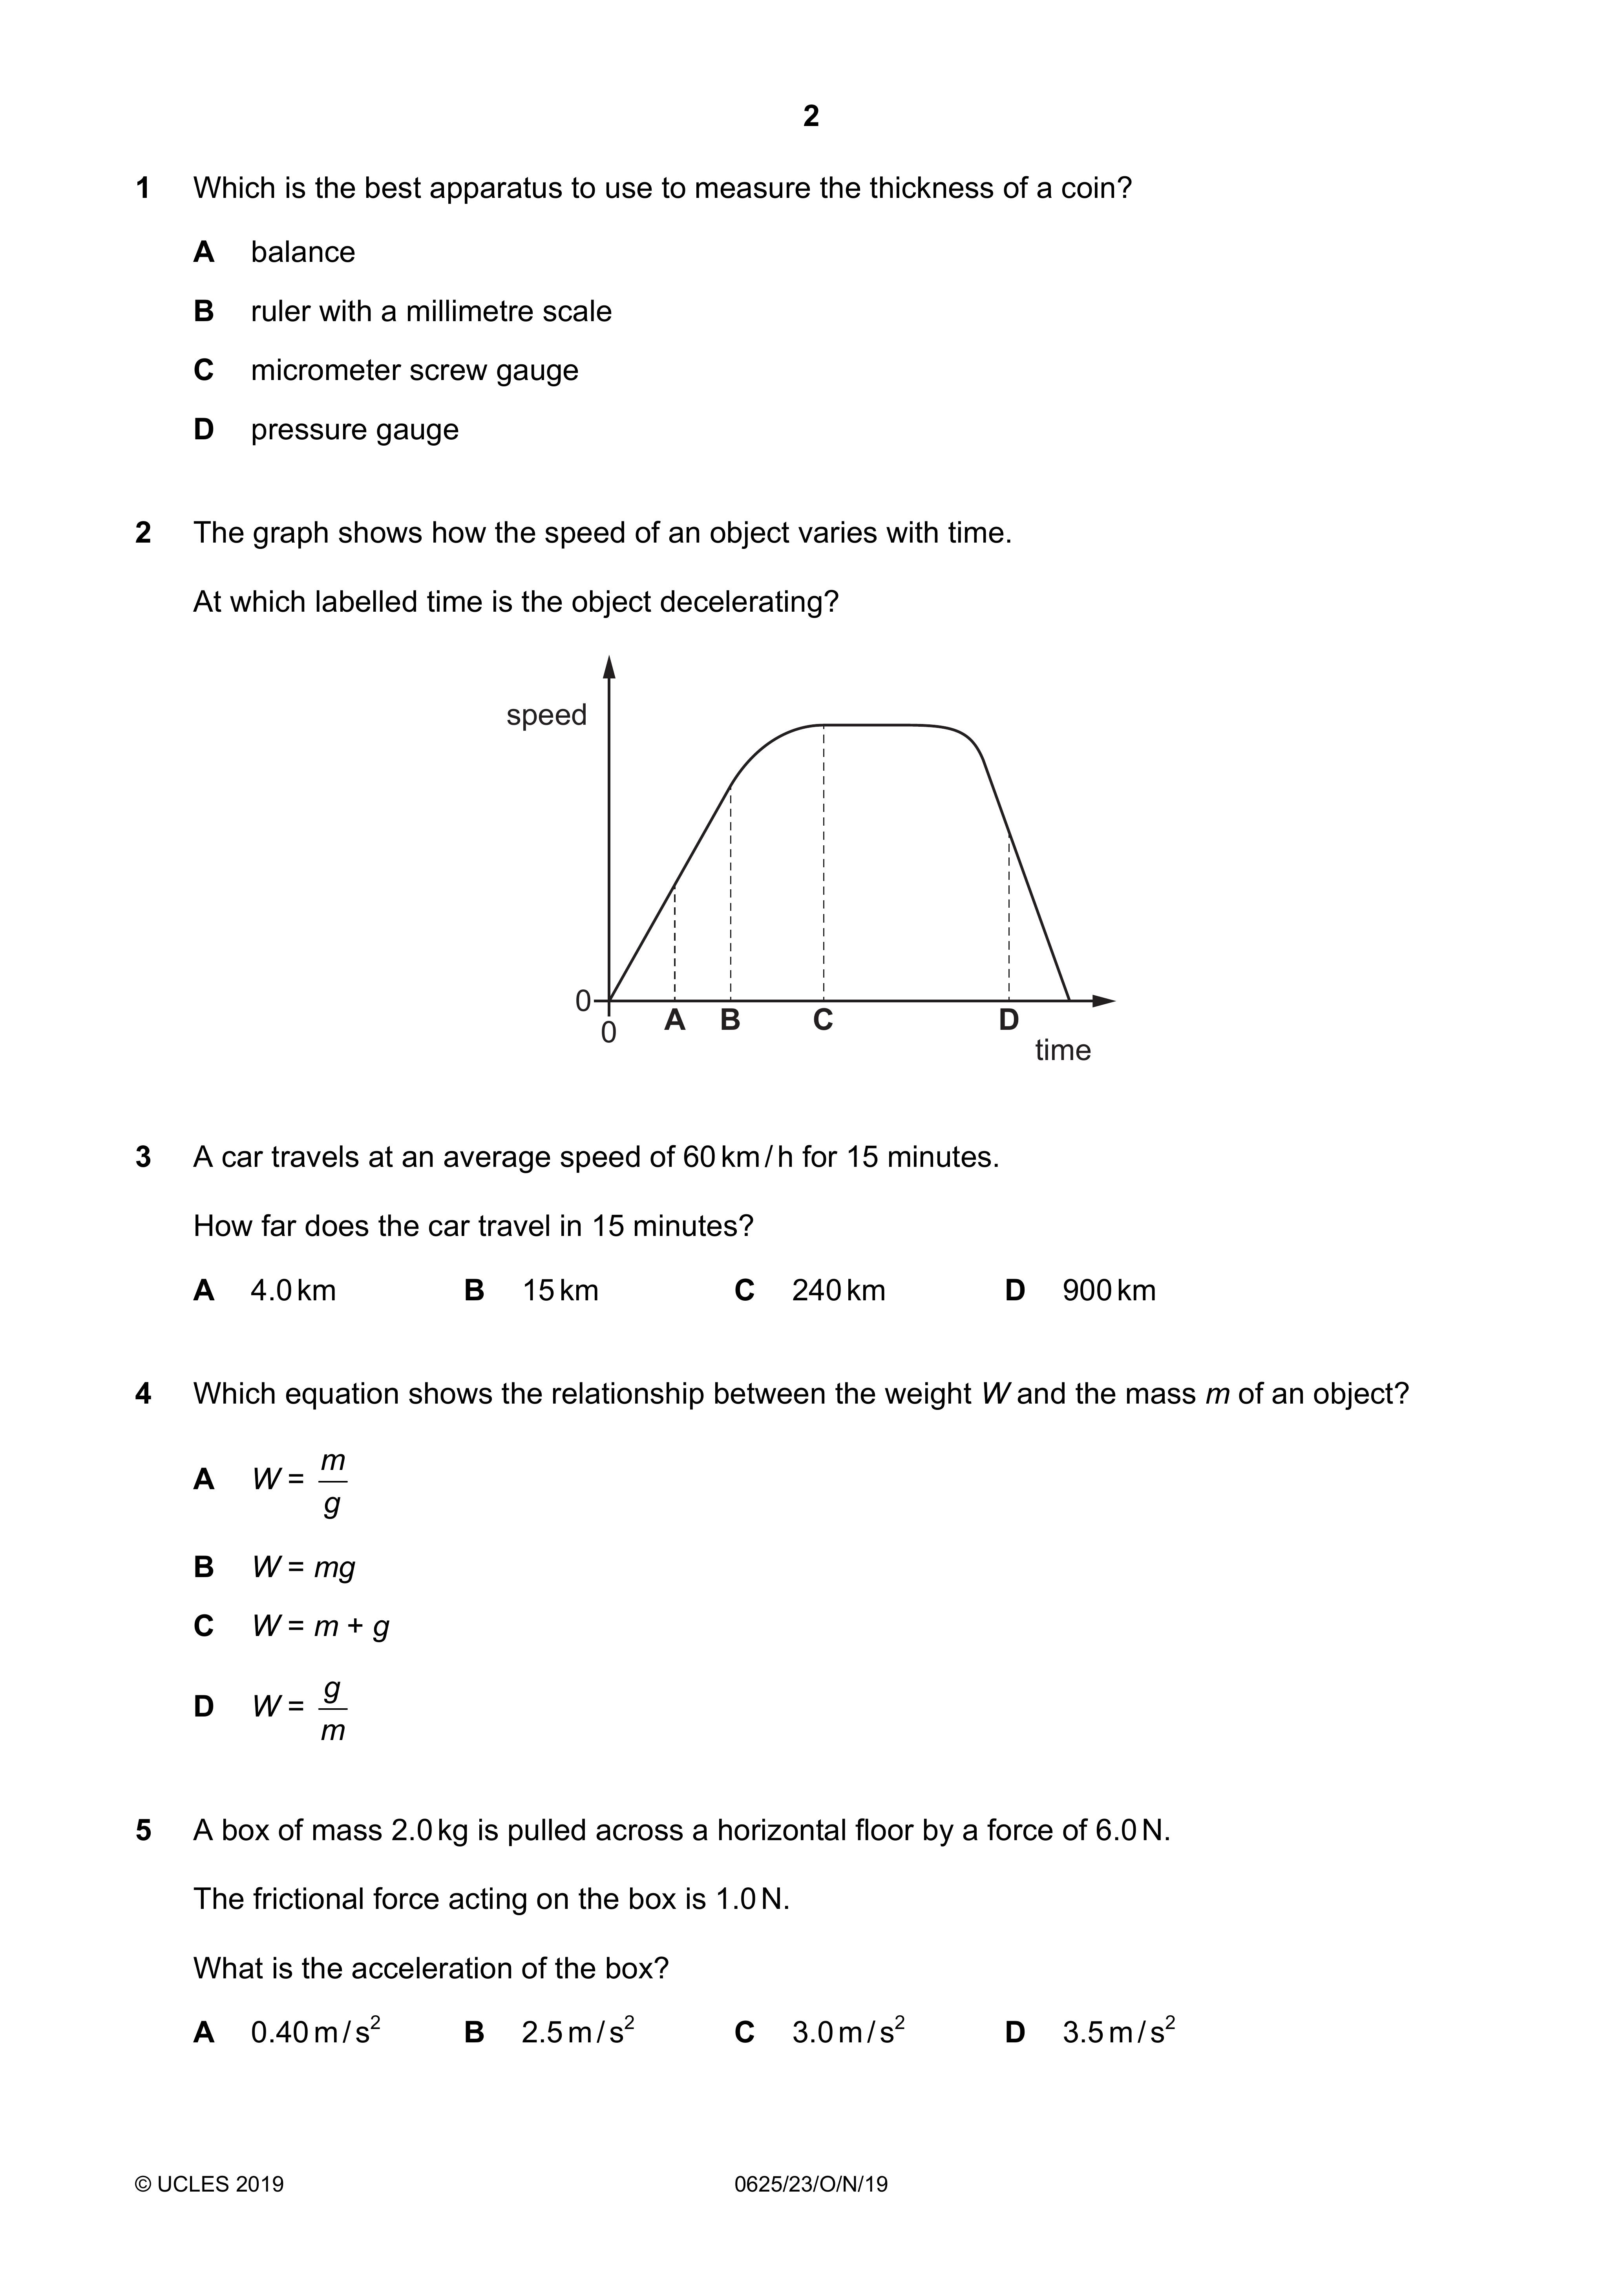 2
1 Which is the best apparatus to use to measure the thickness of a coin?
A balance
B ruler with a millimetre scale
C micrometer screw gauge
D pressure gauge
2 The graph shows how the speed of an object varies with time.
At which labelled time is the object decelerating?
speed
0
0 A B C D
time
3 A car travels at an average speed of 60 km / h for 15 minutes.
How far does the car travel in 15 minutes?
A 4.0 km B 15 km C 240 km D 900 km
4 Which equation shows the relationship between the weight W and the mass m of an object?
A W = m/g
B W = mg
C W = m + g
D W = g/m
5 A box of mass 2.0 kg is pulled across a horizontal floor by a force of 6.0 N.
The frictional force acting on the box is 1.0 N.
What is the acceleration of the box?
A 0.40 m / s² B 2.5 m / s² C 3.0 m / s² D 3.5 m / s²
© UCLES 2019 0625/23/O/N/19